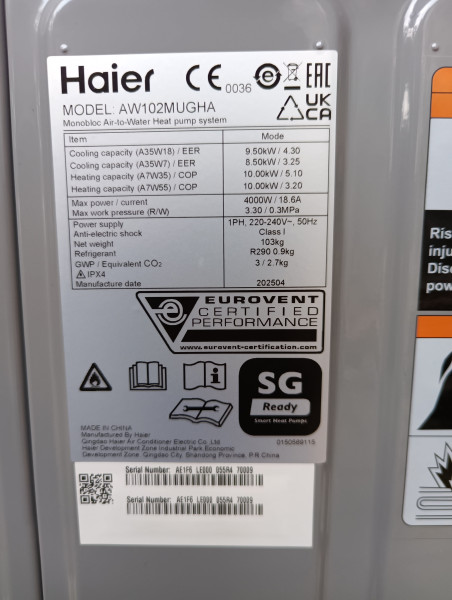 Haier CE 0036 EAC
UK
CA
MODEL: AW102MUGHA
Monobloc Air-to-Water Heat pump system
Item Mode
Cooling capacity (A35W18) / EER 9.50kW / 4.30
Cooling capacity (A35W7) / EER 8.50kW / 3.25
Heating capacity (A7W35) / COP 10.00kW / 5.10
Heating capacity (A7W55) / COP 10.00kW / 3.20
Max power / current 4000W / 18.6A
Max work pressure (R/W) 3.30 / 0.3MPa
Power supply 1PH, 220-240V~, 50Hz
Anti-electric shock Class I
Net weight 103kg
Refrigerant R290 0.9kg
GWP / Equivalent CO2 3 / 2.7kg
IPX4
Manufacture date 202504
EUROVENT
CERTIFIED
PERFORMANCE
www.eurovent-certification.com
SG
Ready
Smart Heat Pumps
MADE IN CHINA
Manufactured By Haier
Qingdao Haier Air Conditioner Electric Co., Ltd.
Haier Development Zone Industrial Park, Economic
Development Zone, Qingdao City, Shandong Province, P.R China
0150588115
Serial Number: AE1F6 LE000 055R4 70009
Serial Number: AE1F6 LE000 055R4 70009
Ris
inju
Disc
pow